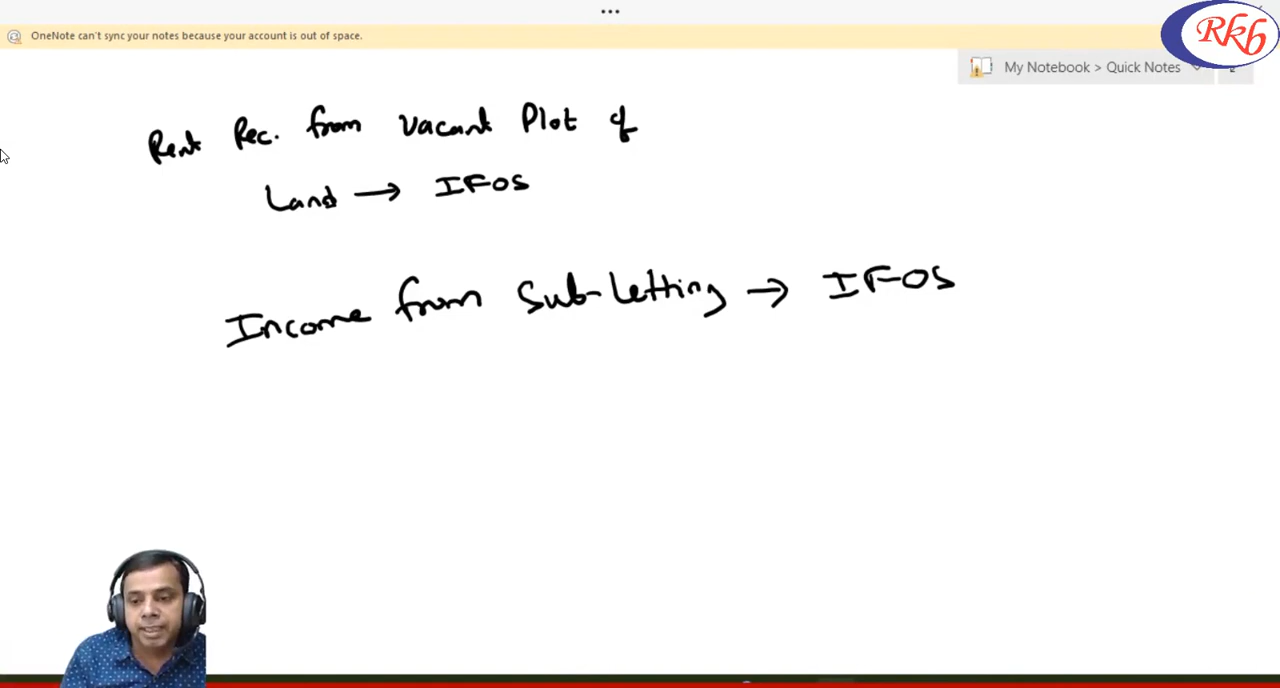 OneNote can't sync your notes because your account is out of space.
Rkb
My Notebook > Quick Notes
Rent Rec. from Vacant Plot of
Land → IFOS
Income from Sub-letting → IFOS